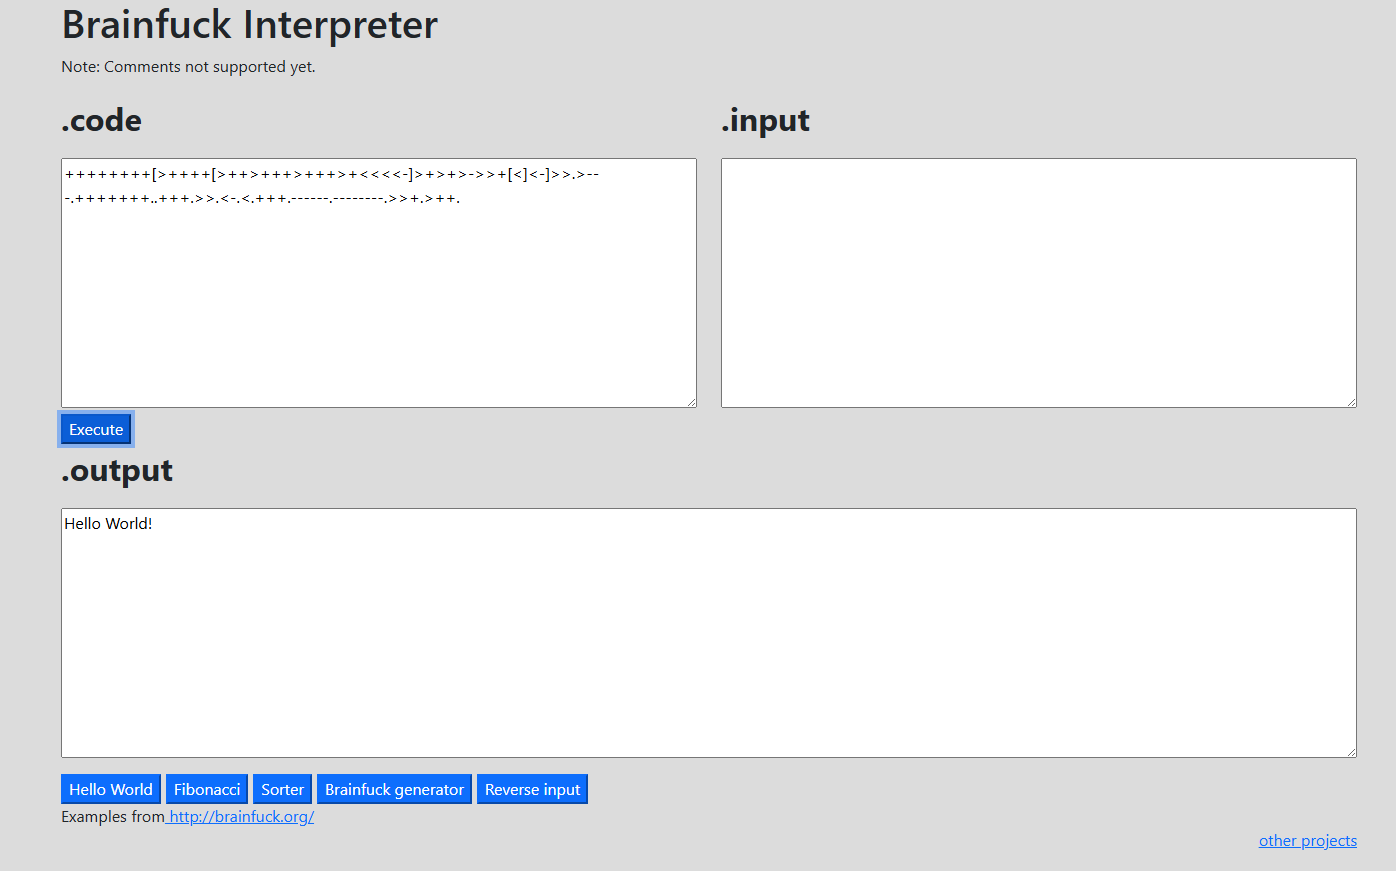 Brainfuck Interpreter
Note: Comments not supported yet.
.code
.input
++++++++[>++++[>++>+++>+++>+<<<<-]>+>+>->>+[<]<-]>>.>--
-.+++++++..+++.>>.<-.<.+++.------.--------.>>+.>++.
Execute
.output
Hello World!
Hello World
Fibonacci
Sorter
Brainfuck generator
Reverse input
Examples from http://brainfuck.org/
other projects